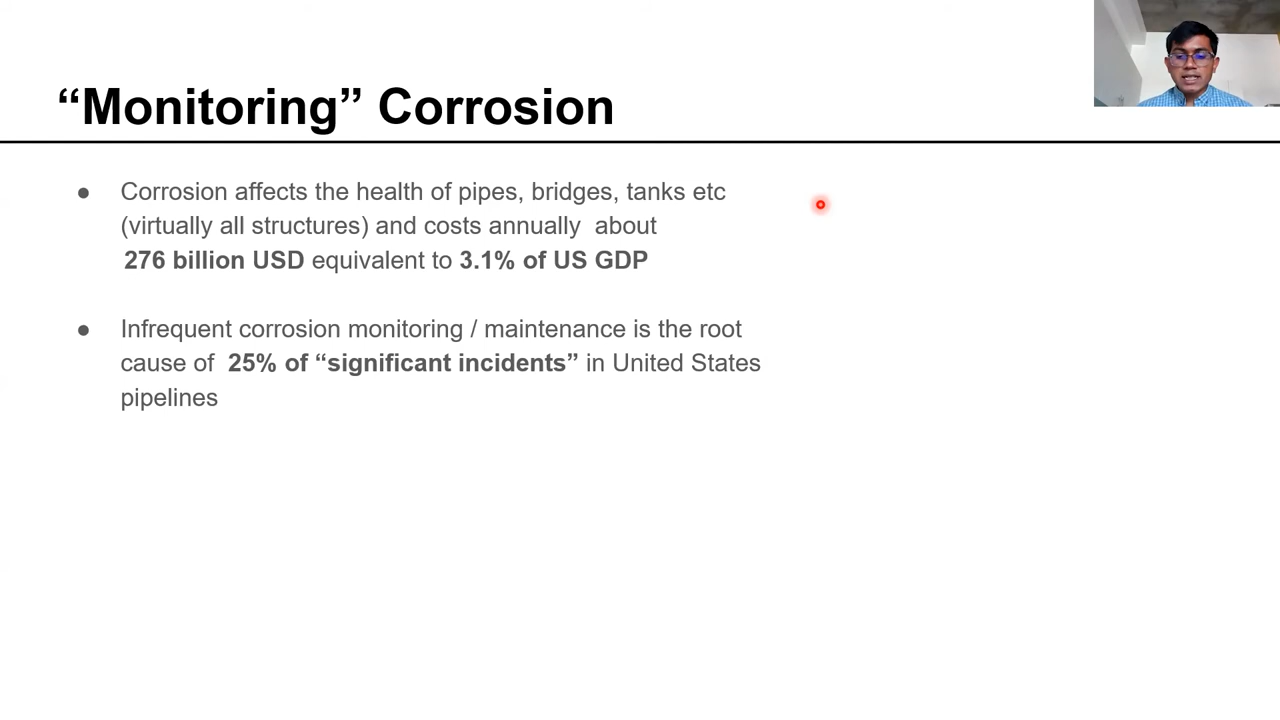 “Monitoring” Corrosion
● Corrosion affects the health of pipes, bridges, tanks etc
(virtually all structures) and costs annually  about
276 billion USD equivalent to 3.1% of US GDP
● Infrequent corrosion monitoring / maintenance is the root
cause of  25% of “significant incidents” in United States
pipelines